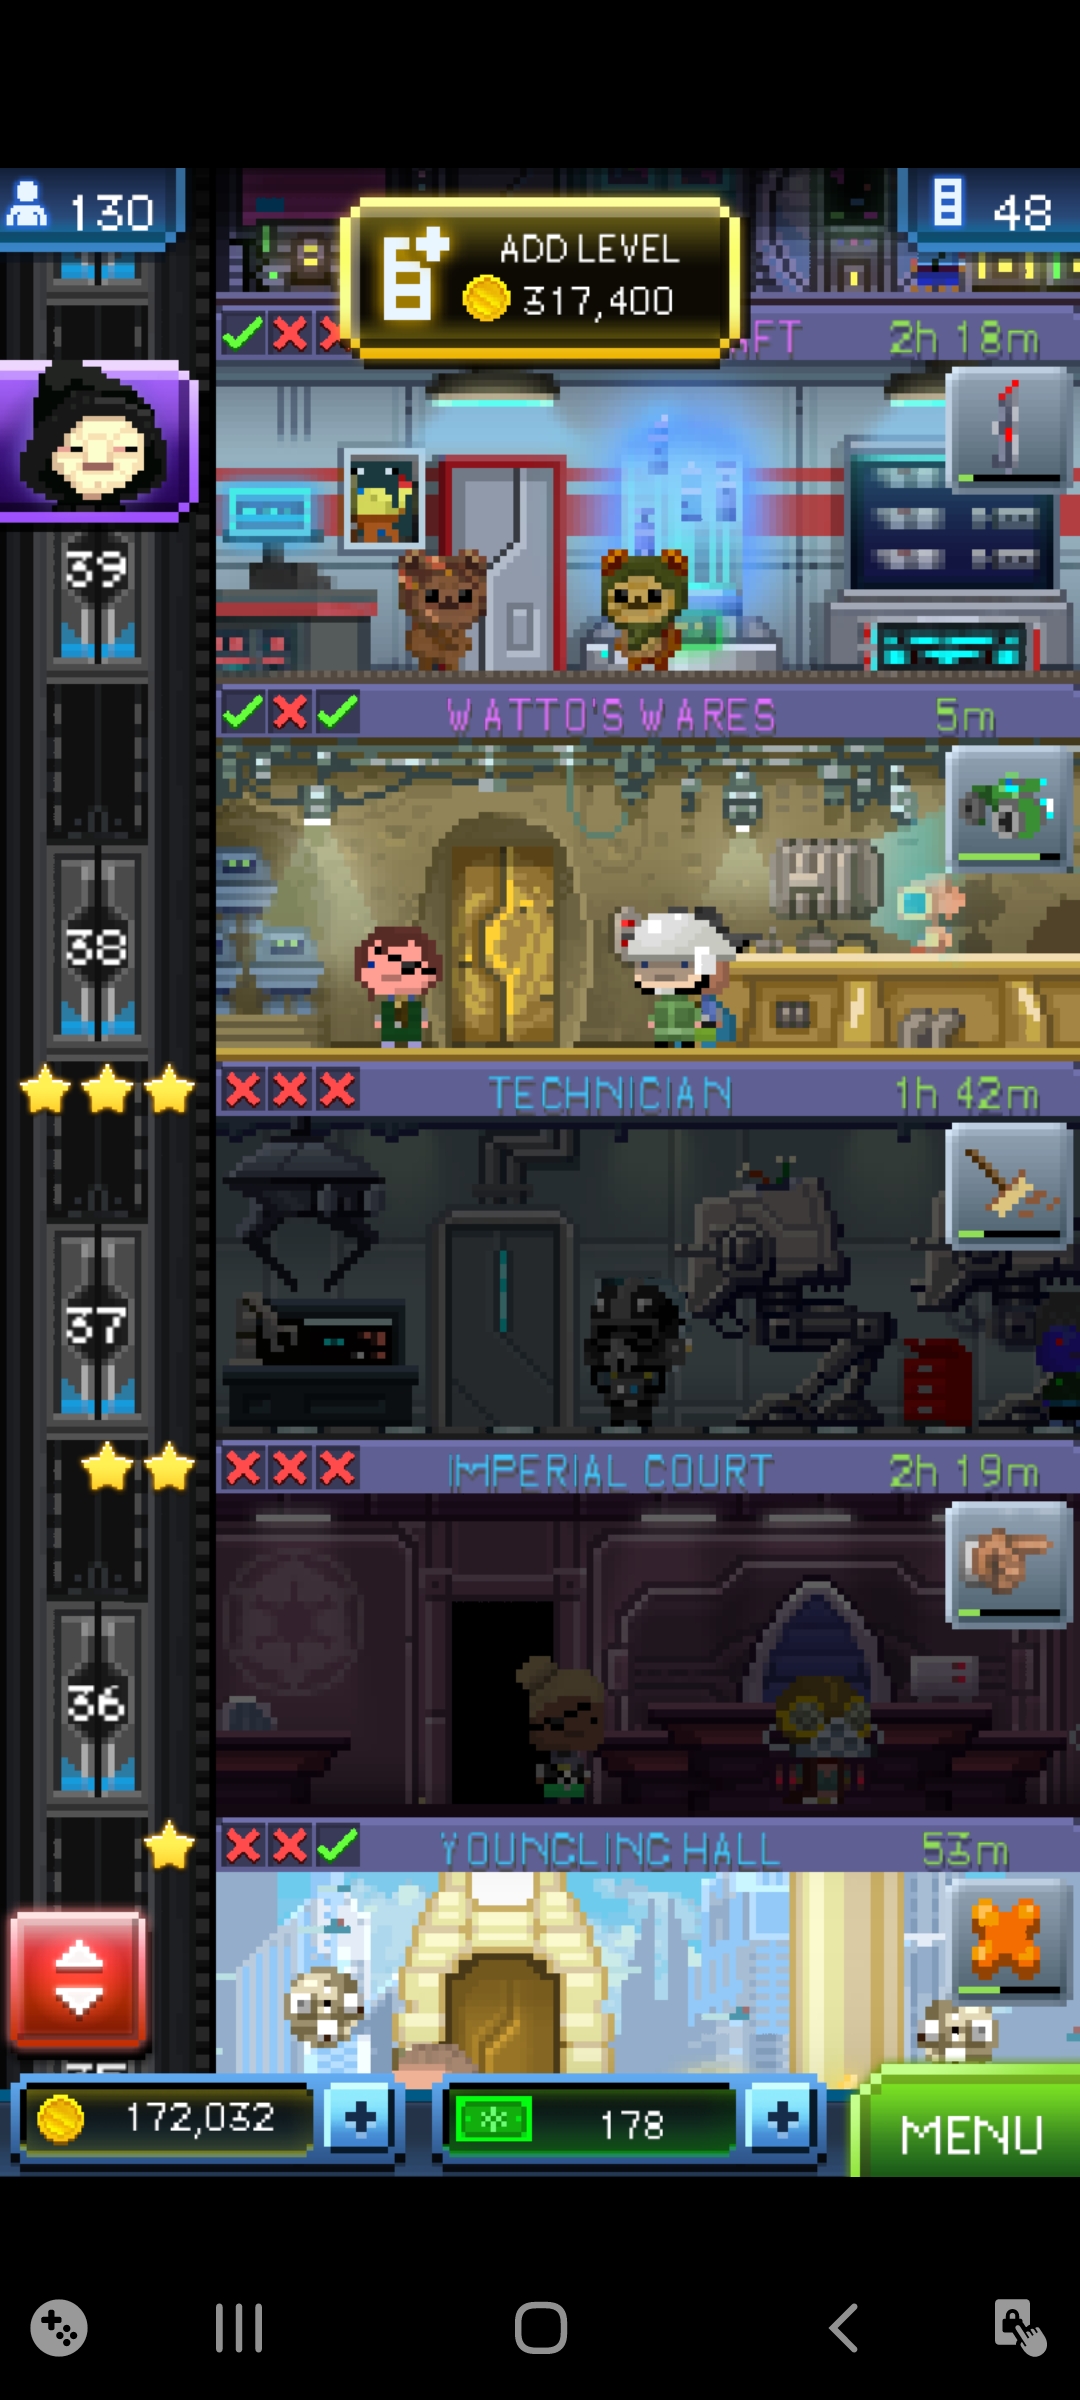 130
ADD LEVEL
317,400
48
2h 18m
39
WATTO'S WARES
5m
38
TECHNICIAN
1h 42m
37
IMPERIAL COURT
2h 19m
36
YOUNGLING HALL
53m
172,032
178
MENU